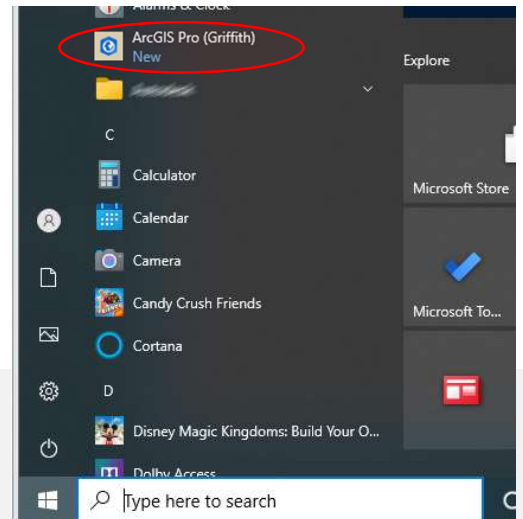 Alarms & Clock
ArcGIS Pro (Griffith)
New
Explore
C
Calculator
Microsoft Store
Calendar
Camera
Candy Crush Friends
Microsoft To...
Cortana
D
Disney Magic Kingdoms: Build Your O...
Dolby Access
Type here to search